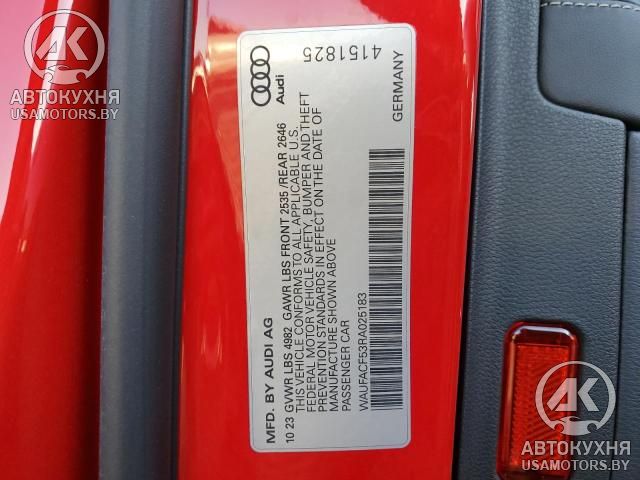 MFD. BY AUDI AG
10 23 GVWR LBS 4982 GAWR LBS FRONT 2535 /REAR 2646
THIS VEHICLE CONFORMS TO ALL APPLICABLE U.S.
FEDERAL MOTOR VEHICLE SAFETY, BUMPER AND THEFT
PREVENTION STANDARDS IN EFFECT ON THE DATE OF
MANUFACTURE SHOWN ABOVE
PASSENGER CAR
WAUFACF53RA025183
GERMANY
Audi
4151825
АВТОКУХНЯ
USAMOTORS.BY
АВТОКУХНЯ
USAMOTORS.BY